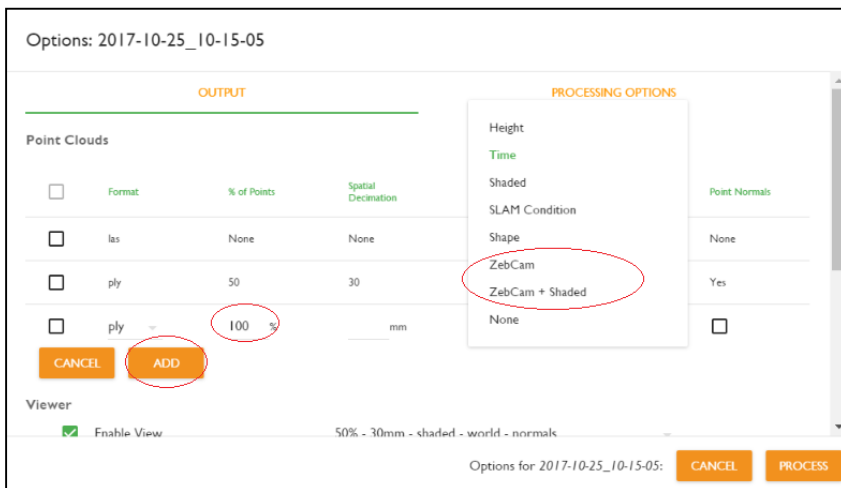 Options: 2017-10-25_10-15-05
OUTPUT PROCESSING OPTIONS
Point Clouds
Format % of Points Spatial Decimation Point Normals
las None None None
ply 50 30 Yes
ply 100 % mm
Height
Time
Shaded
SLAM Condition
Shape
ZebCam
ZebCam + Shaded
None
CANCEL ADD
Viewer
Enable View 50% - 30mm - shaded - world - normals
Options for 2017-10-25_10-15-05: CANCEL PROCESS